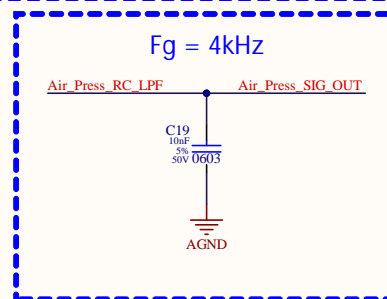 Fg = 4kHz
Air_Press_RC_LPF Air_Press_SIG_OUT
C19
10nF
5%
50V 0603
AGND